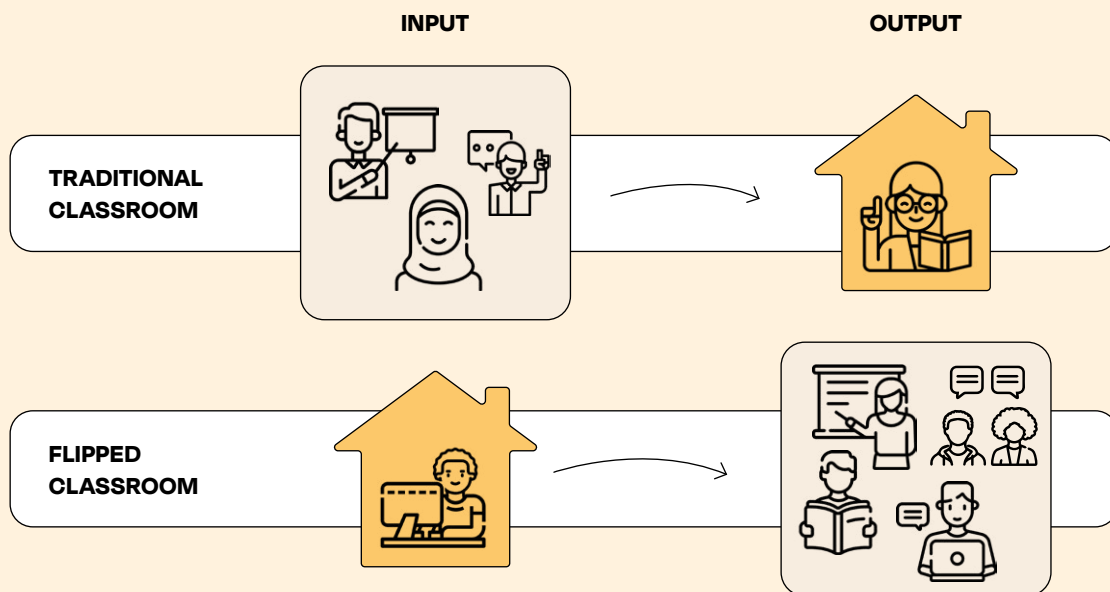 INPUT
OUTPUT
TRADITIONAL
CLASSROOM
FLIPPED
CLASSROOM